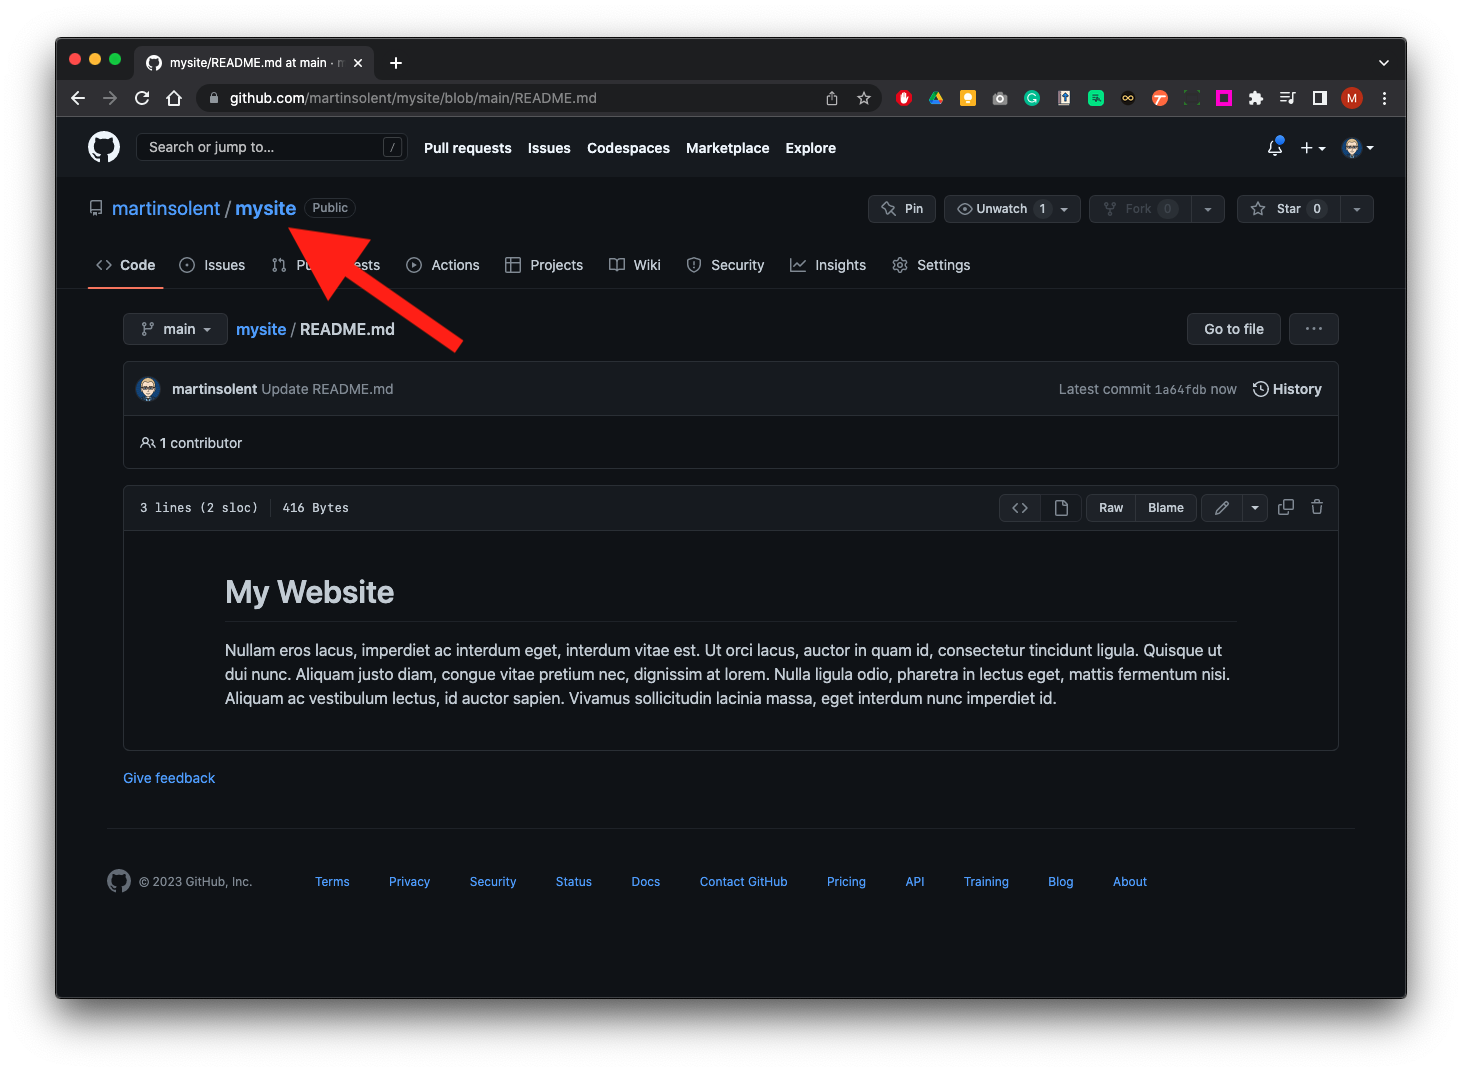 mysite/README.md at main · m
github.com/martinsolent/mysite/blob/main/README.md
M
Search or jump to... /
Pull requests Issues Codespaces Marketplace Explore
martinsolent / mysite Public
Pin Unwatch 1 Fork 0 Star 0
Code Issues Pu ests Actions Projects Wiki Security Insights Settings
main mysite / README.md Go to file ...
martinsolent Update README.md Latest commit 1a64fdb now History
1 contributor
3 lines (2 sloc) 416 Bytes <> Raw Blame
My Website
Nullam eros lacus, imperdiet ac interdum eget, interdum vitae est. Ut orci lacus, auctor in quam id, consectetur tincidunt ligula. Quisque ut
dui nunc. Aliquam justo diam, congue vitae pretium nec, dignissim at lorem. Nulla ligula odio, pharetra in lectus eget, mattis fermentum nisi.
Aliquam ac vestibulum lectus, id auctor sapien. Vivamus sollicitudin lacinia massa, eget interdum nunc imperdiet id.
Give feedback
© 2023 GitHub, Inc. Terms Privacy Security Status Docs Contact GitHub Pricing API Training Blog About